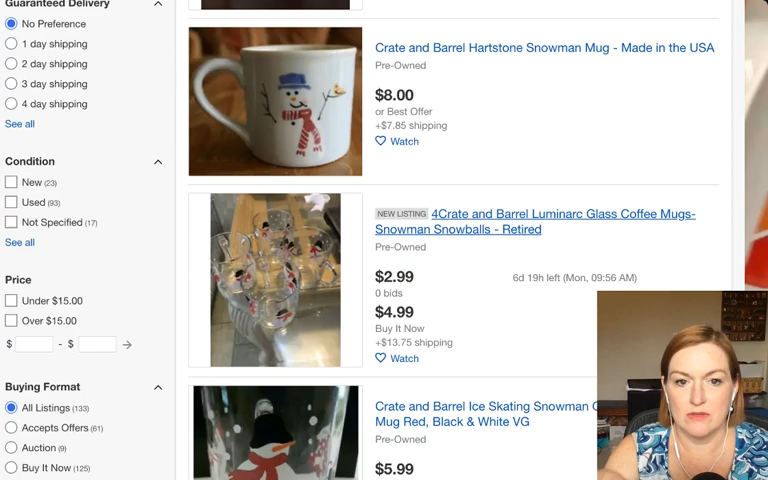 Guaranteed Delivery
No Preference
1 day shipping
2 day shipping
3 day shipping
4 day shipping
See all
Condition
New (23)
Used (93)
Not Specified (17)
See all
Price
Under $15.00
Over $15.00
$ - $
Buying Format
All Listings (133)
Accepts Offers (61)
Auction (9)
Buy It Now (125)
Crate and Barrel Hartstone Snowman Mug - Made in the USA
Pre-Owned
$8.00
or Best Offer
+$7.85 shipping
Watch
NEW LISTING 4Crate and Barrel Luminarc Glass Coffee Mugs-
Snowman Snowballs - Retired
Pre-Owned
$2.99 6d 19h left (Mon, 09:56 AM)
0 bids
$4.99
Buy It Now
+$13.75 shipping
Watch
Crate and Barrel Ice Skating Snowman
Mug Red, Black & White VG
Pre-Owned
$5.99